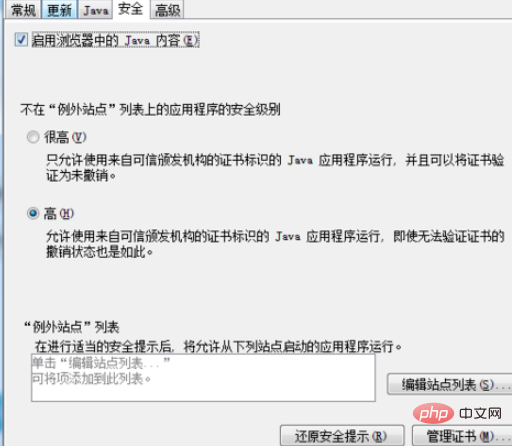 常规 更新 Java 安全 高级
启用浏览器中的 Java 内容(E)
不在“例外站点”列表上的应用程序的安全级别
很高(V)
只允许使用来自可信颁发机构的证书标识的 Java 应用程序运行，并且可以将证书验
证为未撤销。
高(H)
允许使用来自可信颁发机构的证书标识的 Java 应用程序运行，即使无法验证证书的
撤销状态也是如此。
“例外站点”列表
在进行适当的安全提示后，将允许从下列站点启动的应用程序运行。
单击“编辑站点列表...”
可将项添加到此列表。
编辑站点列表(S)...
还原安全提示(R) 管理证书(M)...
php 中文网